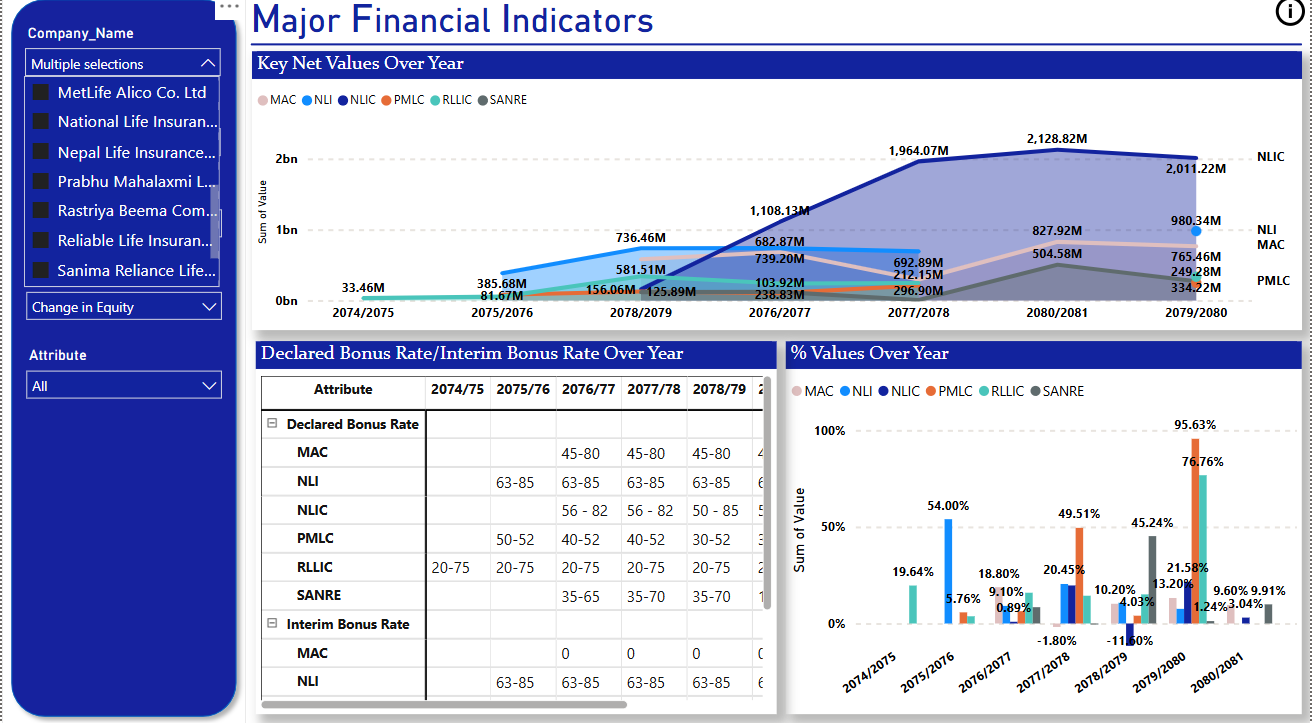 Company_Name
Multiple selections
MetLife Alico Co. Ltd
National Life Insuran...
Nepal Life Insurance...
Prabhu Mahalaxmi L...
Rastriya Beema Com...
Reliable Life Insuran...
Sanima Reliance Life...
Change in Equity
Attribute
All
Major Financial Indicators
Key Net Values Over Year
MAC NLI NLIC PMLC RLLIC SANRE
Sum of Value
2bn
1bn
0bn
33.46M
385.68M
81.67M
736.46M
581.51M
156.06M
125.89M
1,108.13M
682.87M
739.20M
103.92M
238.83M
1,964.07M
692.89M
212.15M
296.90M
2,128.82M
827.92M
504.58M
2,011.22M
980.34M
765.46M
249.28M
334.22M
NLIC
NLI
MAC
PMLC
2074/2075 2075/2076 2078/2079 2076/2077 2077/2078 2080/2081 2079/2080
Declared Bonus Rate/Interim Bonus Rate Over Year
Attribute 2074/75 2075/76 2076/77 2077/78 2078/79 2
Declared Bonus Rate
MAC 45-80 45-80 45-80 4
NLI 63-85 63-85 63-85 63-85 6
NLIC 56 - 82 56 - 82 50 - 85 5
PMLC 50-52 40-52 40-52 30-52 3
RLLIC 20-75 20-75 20-75 20-75 20-75 2
SANRE 35-65 35-70 35-70 1
Interim Bonus Rate
MAC 0 0 0 0
NLI 63-85 63-85 63-85 63-85 6
% Values Over Year
MAC NLI NLIC PMLC RLLIC SANRE
Sum of Value
100%
50%
0%
19.64%
54.00%
5.76%
18.80%
9.10%
0.89%
20.45%
49.51%
-1.80%
10.20%
4.03%
45.24%
-11.60%
13.20%
21.58%
95.63%
76.76%
1.24%
9.60%
3.04%
9.91%
2074/2075 2075/2076 2076/2077 2077/2078 2078/2079 2079/2080 2080/2081